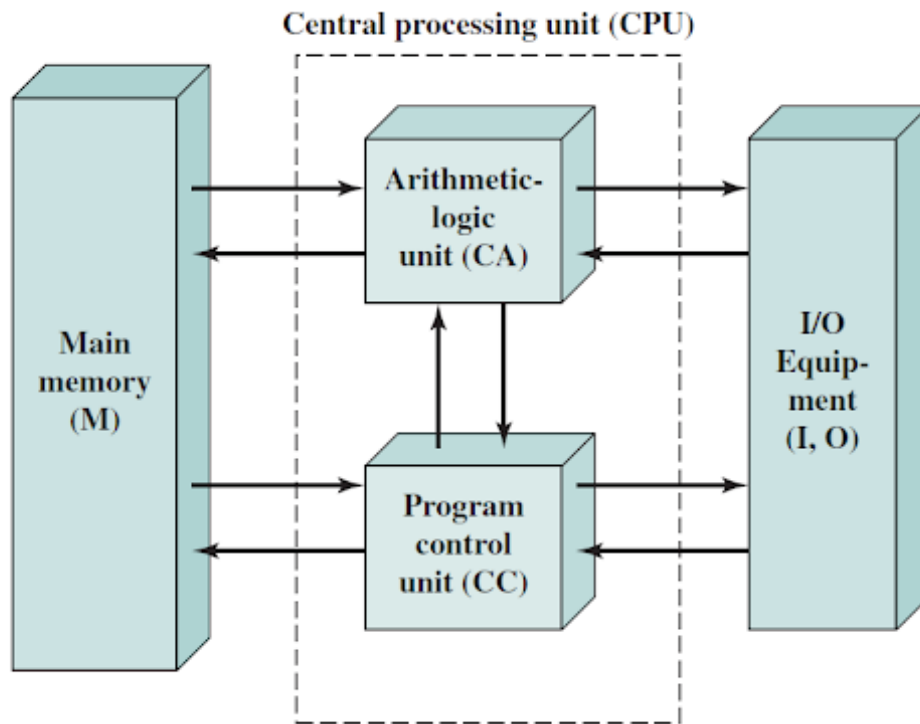 Central processing unit (CPU)
Main
memory
(M)
Arithmetic-
logic
unit (CA)
Program
control
unit (CC)
I/O
Equip-
ment
(I, O)